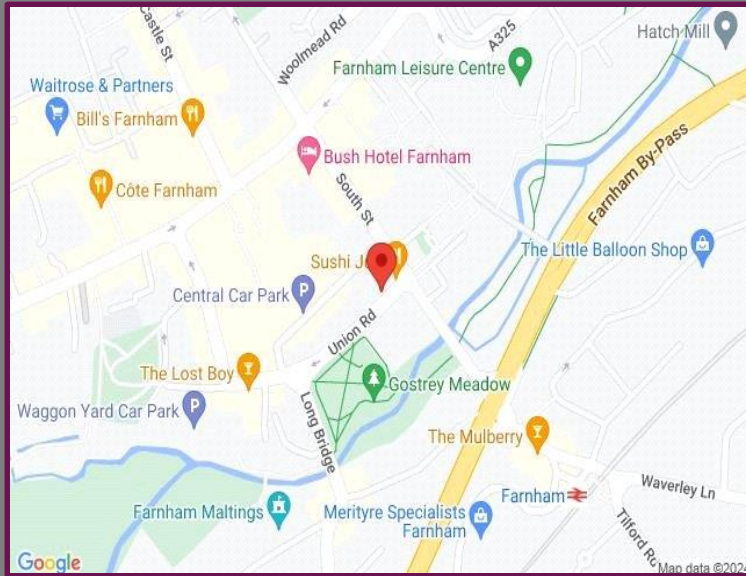 Castle St
Woolmead Rd
A325
Hatch Mill
Farnham Leisure Centre
Waitrose & Partners
Bill's Farnham
Bush Hotel Farnham
Farnham By-Pass
Côte Farnham
South St
Sushi J
The Little Balloon Shop
Central Car Park
P
Union Rd
The Lost Boy
Gostrey Meadow
Waggon Yard Car Park
P
Long Bridge
The Mulberry
Waverley Ln
Farnham
Farnham Maltings
Merityre Specialists
Farnham
Tilford
Google
Map data ©2024